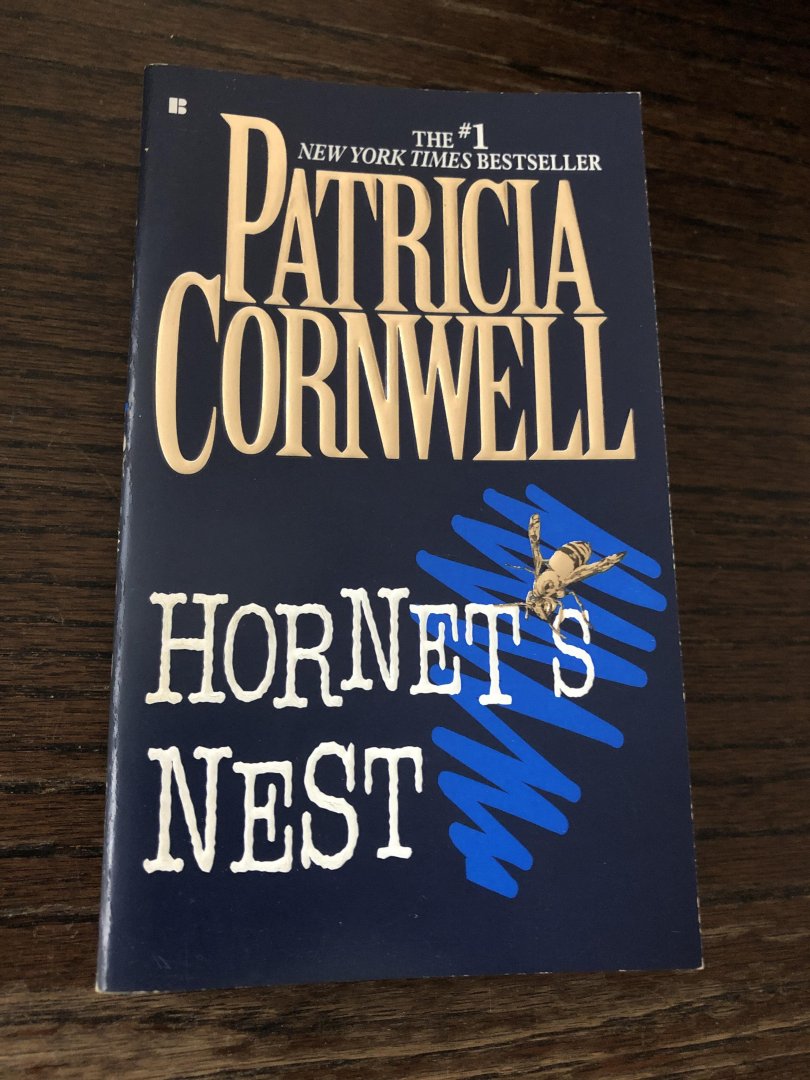 B
THE #1
NEW YORK TIMES BESTSELLER
PATRICIA
CORNWELL
HORNET'S
NEST